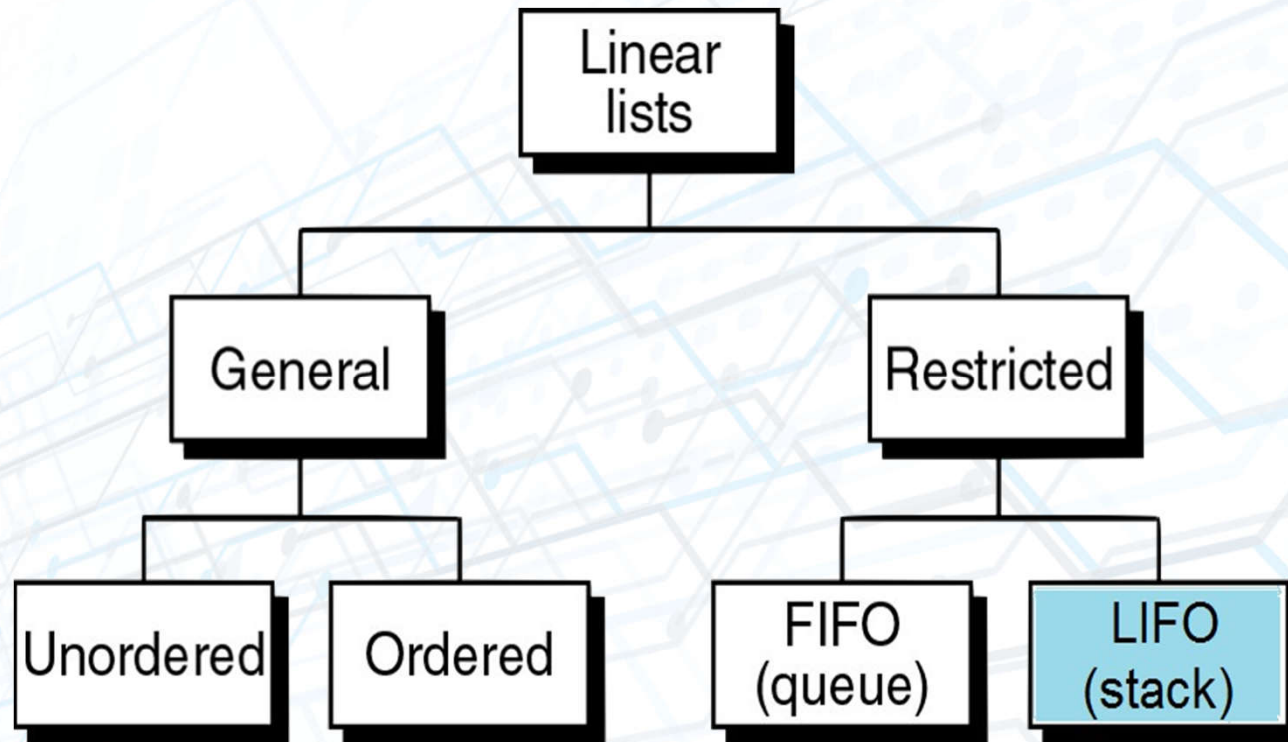 Linear
lists
General
Restricted
Unordered
Ordered
FIFO
(queue)
LIFO
(stack)